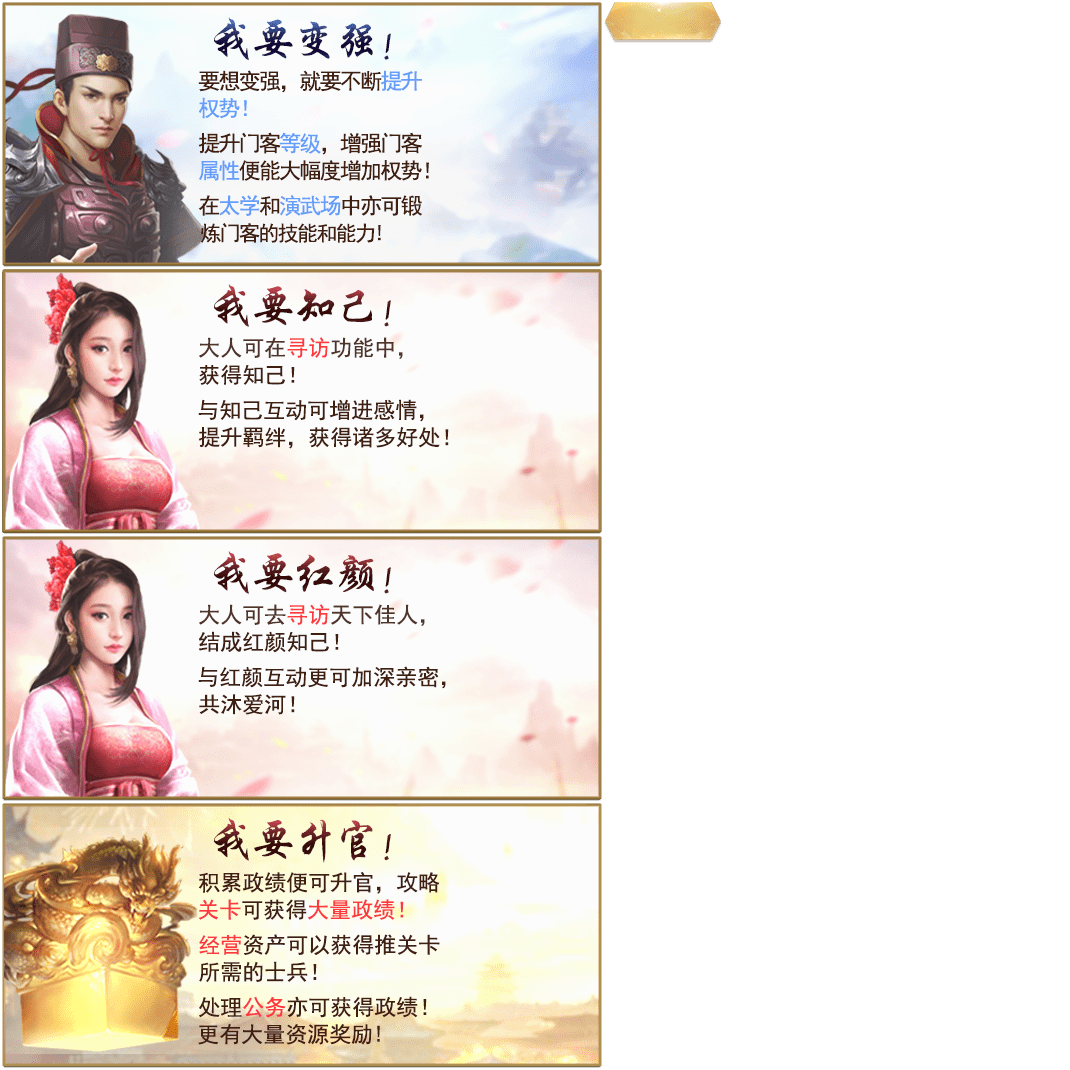 我要变强！
要想变强，就要不断提升
权势！
提升门客等级，增强门客
属性便能大幅度增加权势！
在太学和演武场中亦可锻
炼门客的技能和能力！
我要知己！
大人可在寻访功能中，
获得知己！
与知己互动可增进感情，
提升羁绊，获得诸多好处！
我要红颜！
大人可去寻访天下佳人，
结成红颜知己！
与红颜互动更可加深亲密，
共沐爱河！
我要升官！
积累政绩便可升官，攻略
关卡可获得大量政绩！
经营资产可以获得推关卡
所需的士兵！
处理公务亦可获得政绩！
更有大量资源奖励！